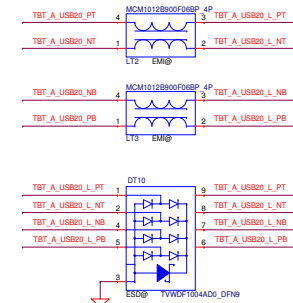 MCM1012B900F06BP_4P
TBT_A_USB20_PT 4 3 TBT_A_USB20_L_PT
TBT_A_USB20_NT 1 2 TBT_A_USB20_L_NT
LT2 EMI@
MCM1012B900F06BP_4P
TBT_A_USB20_NB 4 3 TBT_A_USB20_L_NB
TBT_A_USB20_PB 1 2 TBT_A_USB20_L_PB
LT3 EMI@
DT10
TBT_A_USB20_L_PT 1 9 TBT_A_USB20_L_PT
TBT_A_USB20_L_NT 2 8 TBT_A_USB20_L_NT
TBT_A_USB20_L_NB 4 7 TBT_A_USB20_L_NB
TBT_A_USB20_L_PB 5 6 TBT_A_USB20_L_PB
3
ESD@ TVWDF1004AD0_DFN9